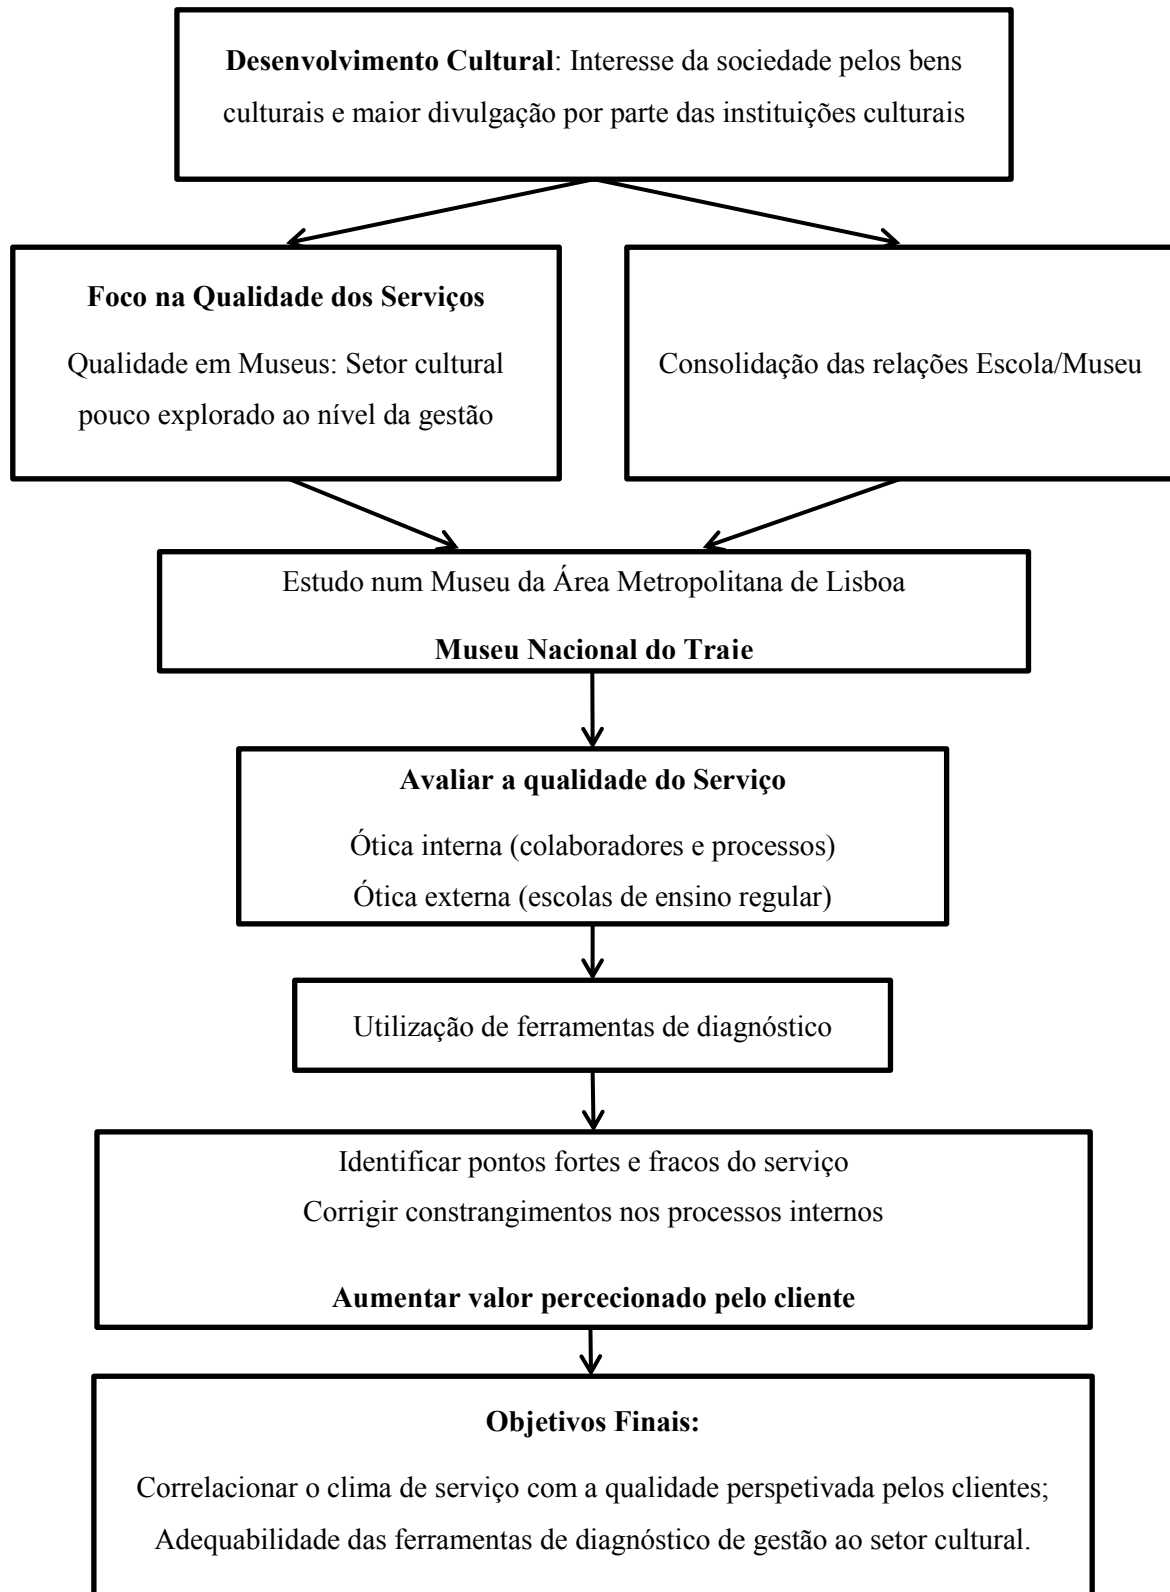 Desenvolvimento Cultural: Interesse da sociedade pelos bens
culturais e maior divulgação por parte das instituições culturais
Foco na Qualidade dos Serviços
Qualidade em Museus: Setor cultural
pouco explorado ao nível da gestão
Consolidação das relações Escola/Museu
Estudo num Museu da Área Metropolitana de Lisboa
Museu Nacional do Traje
Avaliar a qualidade do Serviço
Ótica interna (colaboradores e processos)
Ótica externa (escolas de ensino regular)
Utilização de ferramentas de diagnóstico
Identificar pontos fortes e fracos do serviço
Corrigir constrangimentos nos processos internos
Aumentar valor percecionado pelo cliente
Objetivos Finais:
Correlacionar o clima de serviço com a qualidade perspetivada pelos clientes;
Adequabilidade das ferramentas de diagnóstico de gestão ao setor cultural.